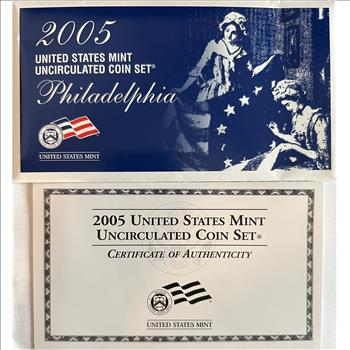 2005
UNITED STATES MINT
UNCIRCULATED COIN SET®
Philadelphia
UNITED STATES MINT
2005 UNITED STATES MINT
UNCIRCULATED COIN SET®
CERTIFICATE OF AUTHENTICITY
UNITED STATES MINT